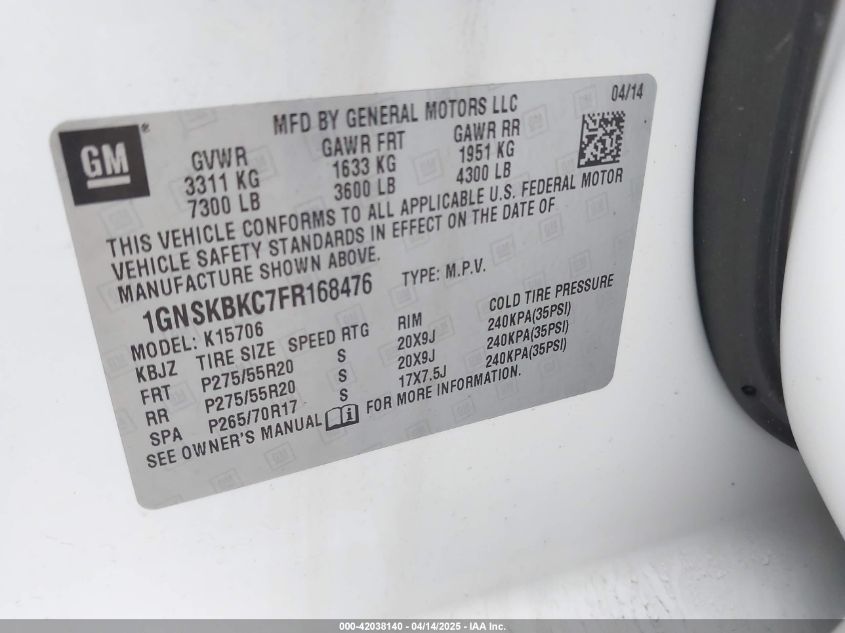 GM
MFD BY GENERAL MOTORS LLC
04/14
GVWR GAWR FRT GAWR RR
3311 KG 1633 KG 1951 KG
7300 LB 3600 LB 4300 LB
THIS VEHICLE CONFORMS TO ALL APPLICABLE U.S. FEDERAL MOTOR
VEHICLE SAFETY STANDARDS IN EFFECT ON THE DATE OF
MANUFACTURE SHOWN ABOVE.
1GNSKBKC7FR168476 TYPE: M.P.V.
MODEL: K15706
KBJZ TIRE SIZE SPEED RTG RIM COLD TIRE PRESSURE
FRT P275/55R20 S 20X9J 240KPA(35PSI)
RR P275/55R20 S 20X9J 240KPA(35PSI)
SPA P265/70R17 S 17X7.5J 240KPA(35PSI)
SEE OWNER'S MANUAL FOR MORE INFORMATION.
000-42038140 - 04/14/2025 - IAA Inc.